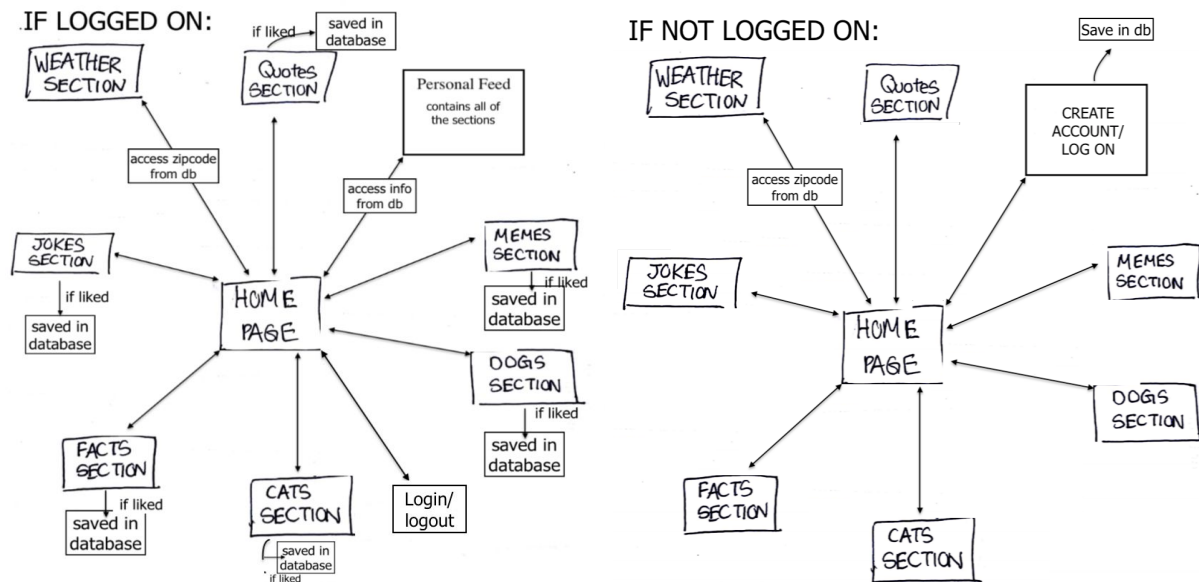 IF LOGGED ON:
if liked
saved in
database
WEATHER
SECTION
Quotes
SECTION
Personal Feed
contains all of
the sections
access zipcode
from db
access info
from db
JOKES
SECTION
if liked
saved in
database
MEMES
SECTION
if liked
saved in
database
HOME
PAGE
DOGS
SECTION
if liked
saved in
database
FACTS
SECTION
if liked
saved in
database
CATS
SECTION
saved in
database
if liked
Login/
logout
IF NOT LOGGED ON:
Save in db
WEATHER
SECTION
Quotes
SECTION
CREATE
ACCOUNT/
LOG ON
access zipcode
from db
JOKES
SECTION
MEMES
SECTION
HOME
PAGE
DOGS
SECTION
FACTS
SECTION
CATS
SECTION